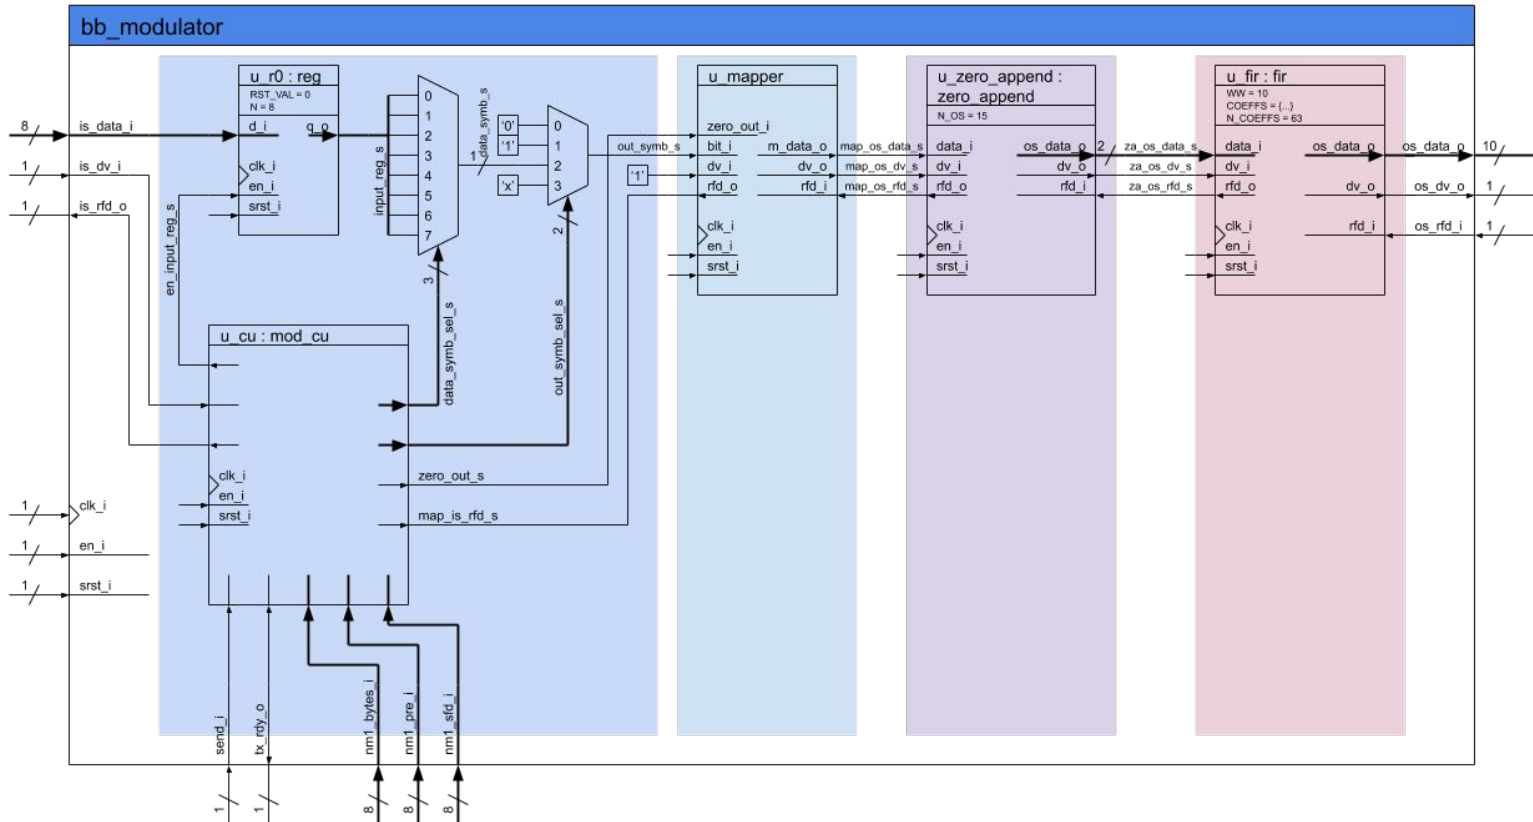 bb_modulator
u_r0 : reg
RST_VAL = 0
N = 8
d_i
q_o
clk_i
en_i
srst_i
8
is_data_i
1
is_dv_i
1
is_rfd_o
en_input_reg_s
input_reg_s
0
1
2
3
4
5
6
7
3
data_symb_sel_s
1
data_symb_s
'0'
'1'
'x'
0
1
2
3
2
out_symb_sel_s
out_symb_s
'1'
u_cu : mod_cu
clk_i
en_i
srst_i
zero_out_s
map_is_rfd_s
1
clk_i
1
en_i
1
srst_i
send_i
tx_rdy_o
nm1_bytes_i
nm1_pre_i
nm1_sfd_i
1
1
8
8
8
u_mapper
zero_out_i
bit_i
m_data_o
dv_i
dv_o
rfd_o
rfd_i
clk_i
en_i
srst_i
map_os_data_s
map_os_dv_s
map_os_rfd_s
u_zero_append :
zero_append
N_OS = 15
data_i
os_data_o
dv_i
dv_o
rfd_o
rfd_i
clk_i
en_i
srst_i
2
za_os_data_s
za_os_dv_s
za_os_rfd_s
u_fir : fir
WW = 10
COEFFS = {...}
N_COEFFS = 63
data_i
os_data_o
dv_i
rfd_o
dv_o
clk_i
rfd_i
en_i
srst_i
os_data_o
10
os_dv_o
1
os_rfd_i
1